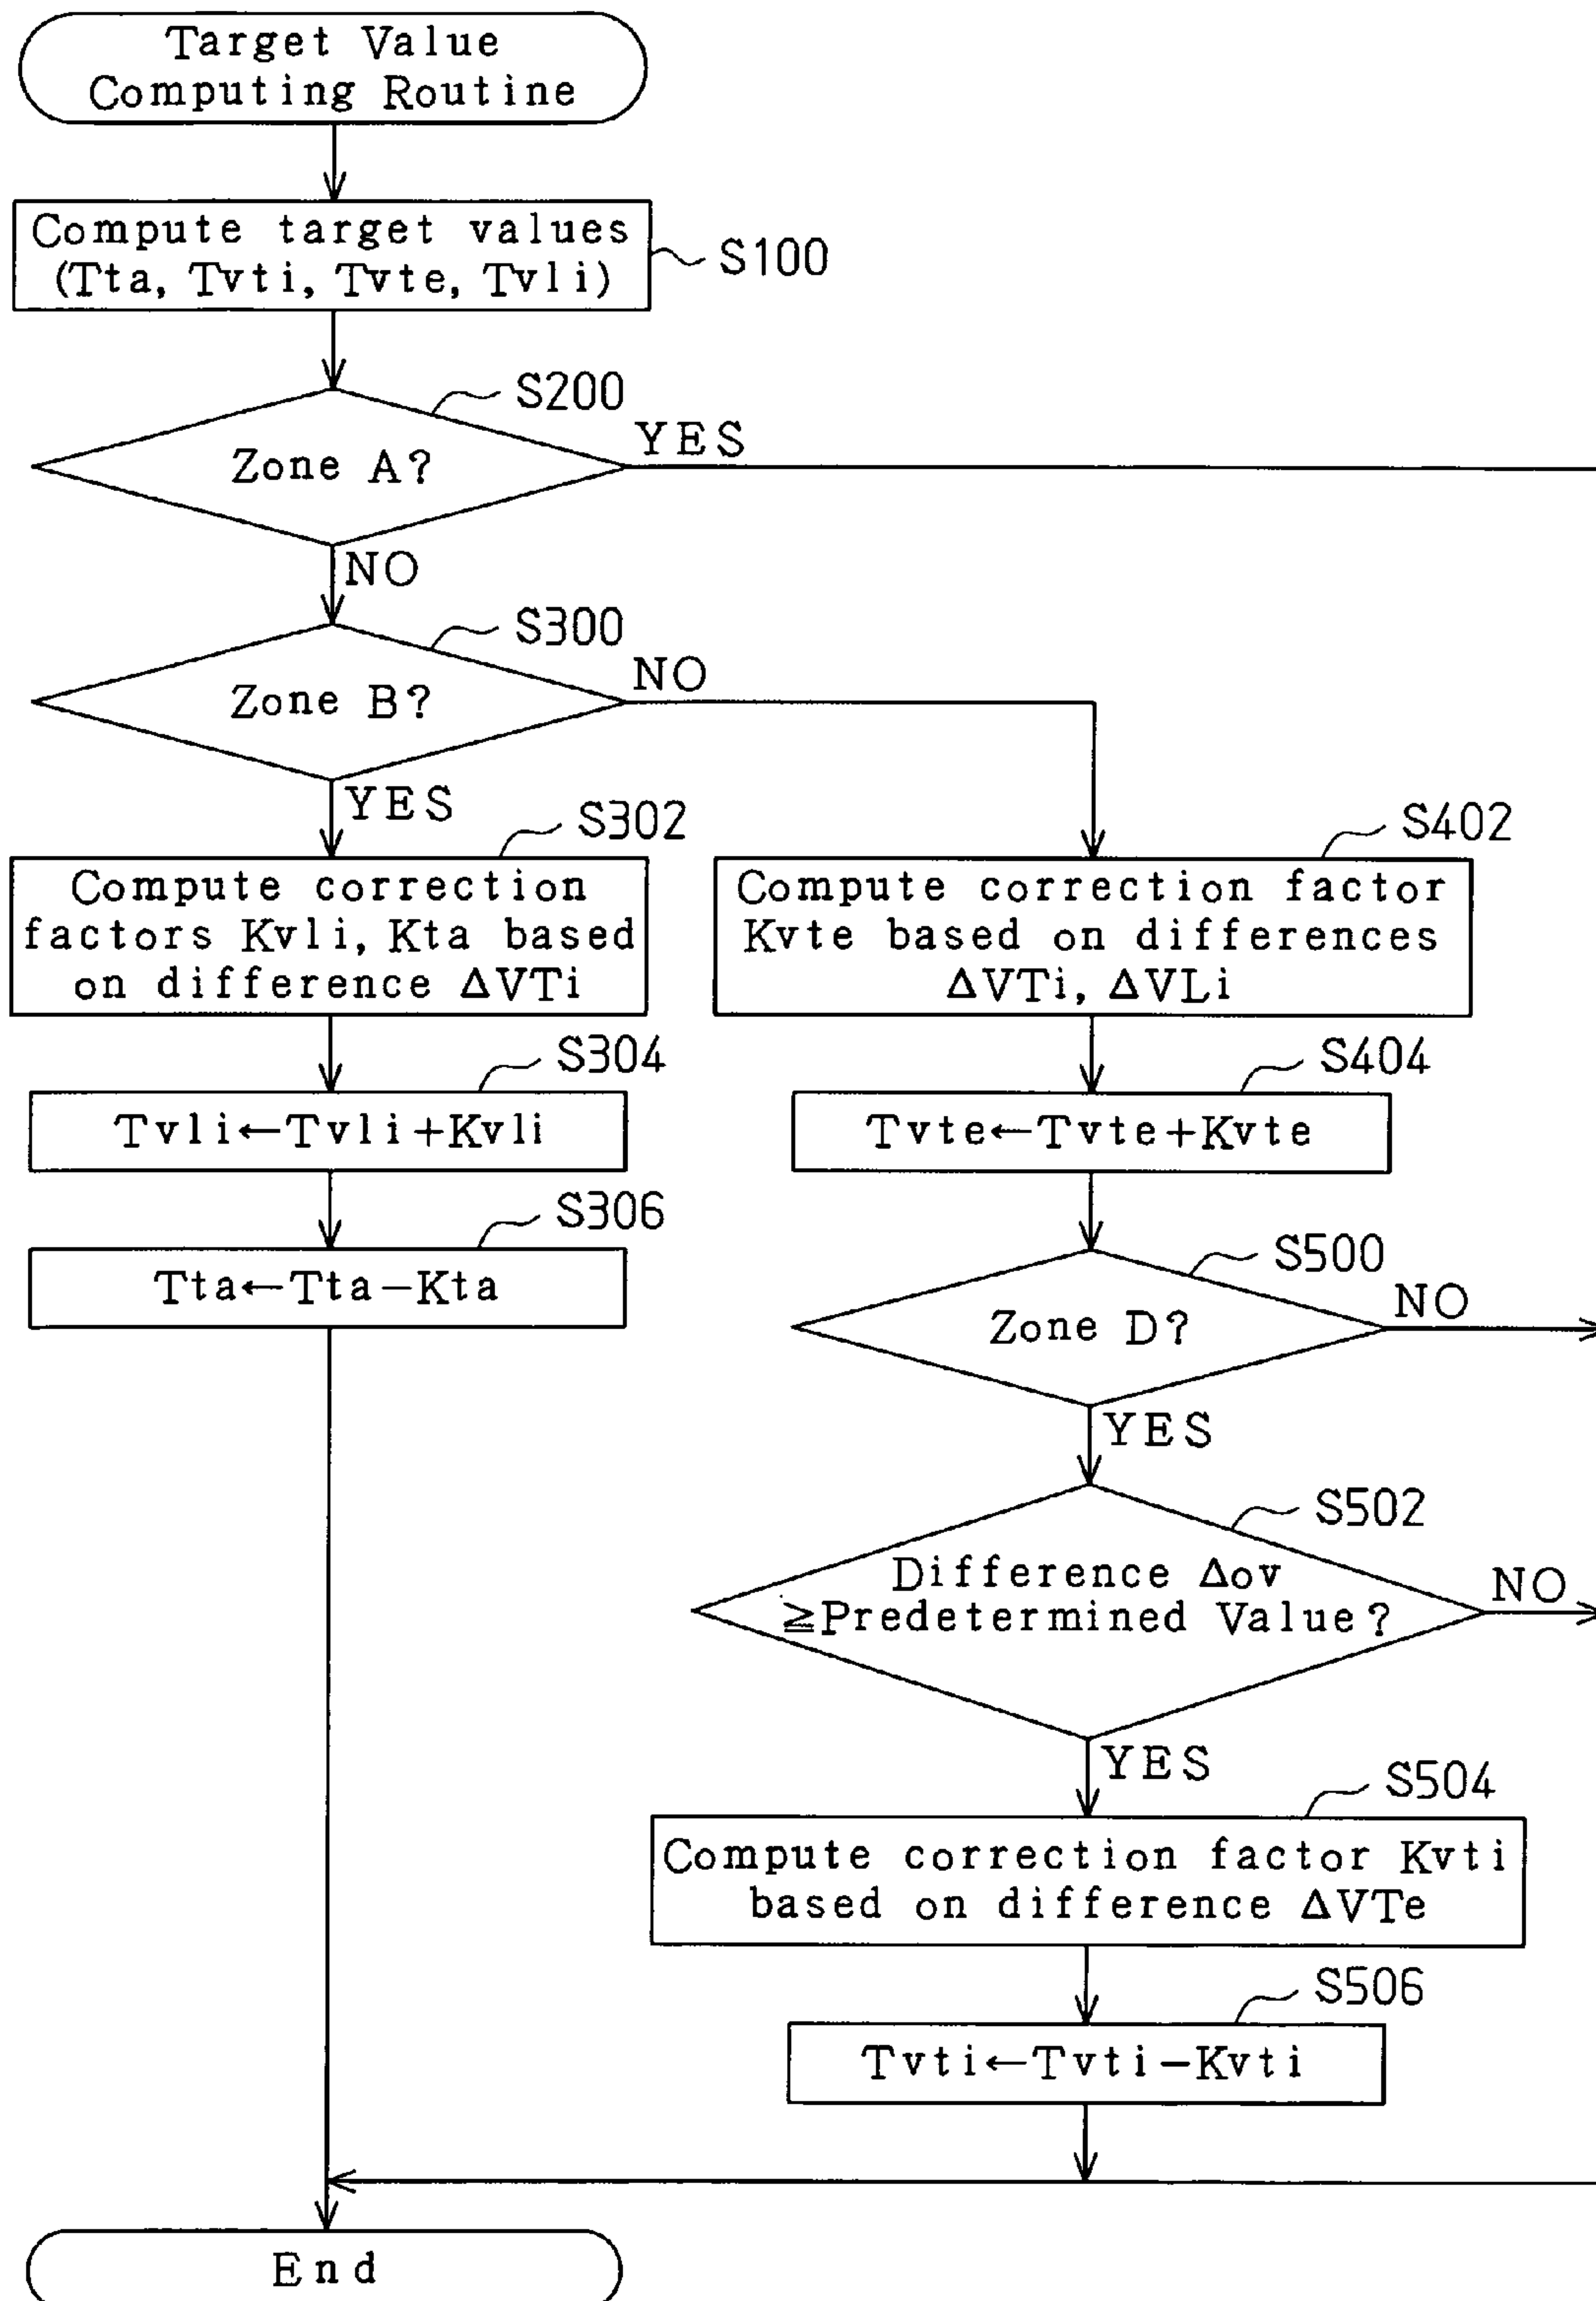 Target Value
Computing Routine
Compute target values
(Tta, Tvti, Tvte, Tvli)
S100
S200
Zone A?
YES
NO
S300
Zone B?
NO
YES
S302
Compute correction
factors Kvli, Kta based
on difference ΔVTi
S402
Compute correction factor
Kvte based on differences
ΔVTi, ΔVLi
S304
Tvli←Tvli+Kvli
S404
Tvte←Tvte+Kvte
S306
Tta←Tta−Kta
S500
Zone D?
NO
YES
S502
Difference Δov
≧Predetermined Value?
NO
YES
S504
Compute correction factor Kvti
based on difference ΔVTe
S506
Tvti←Tvti−Kvti
End